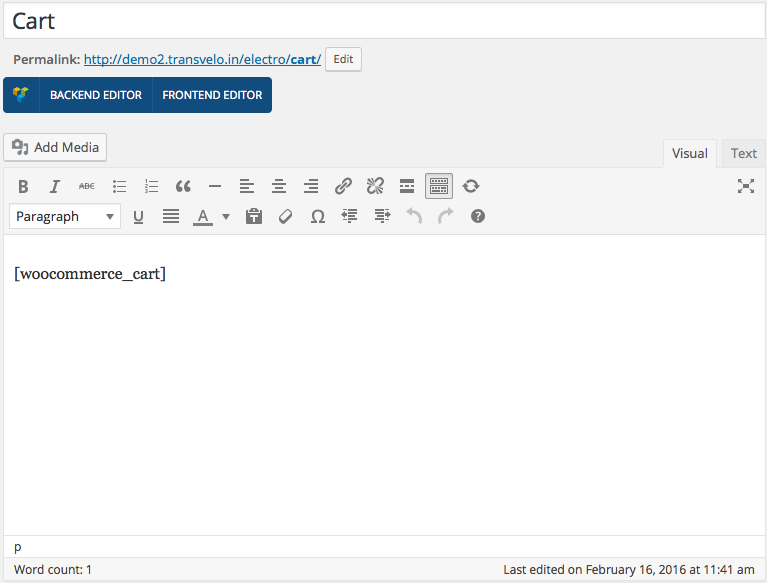 Cart
Permalink: http://demo2.transvelo.in/electro/cart/ Edit
BACKEND EDITOR FRONTEND EDITOR
Add Media
Visual Text
B I ABC
Paragraph U A T Ω ?
[woocommerce_cart]
p
Word count: 1 Last edited on February 16, 2016 at 11:41 am